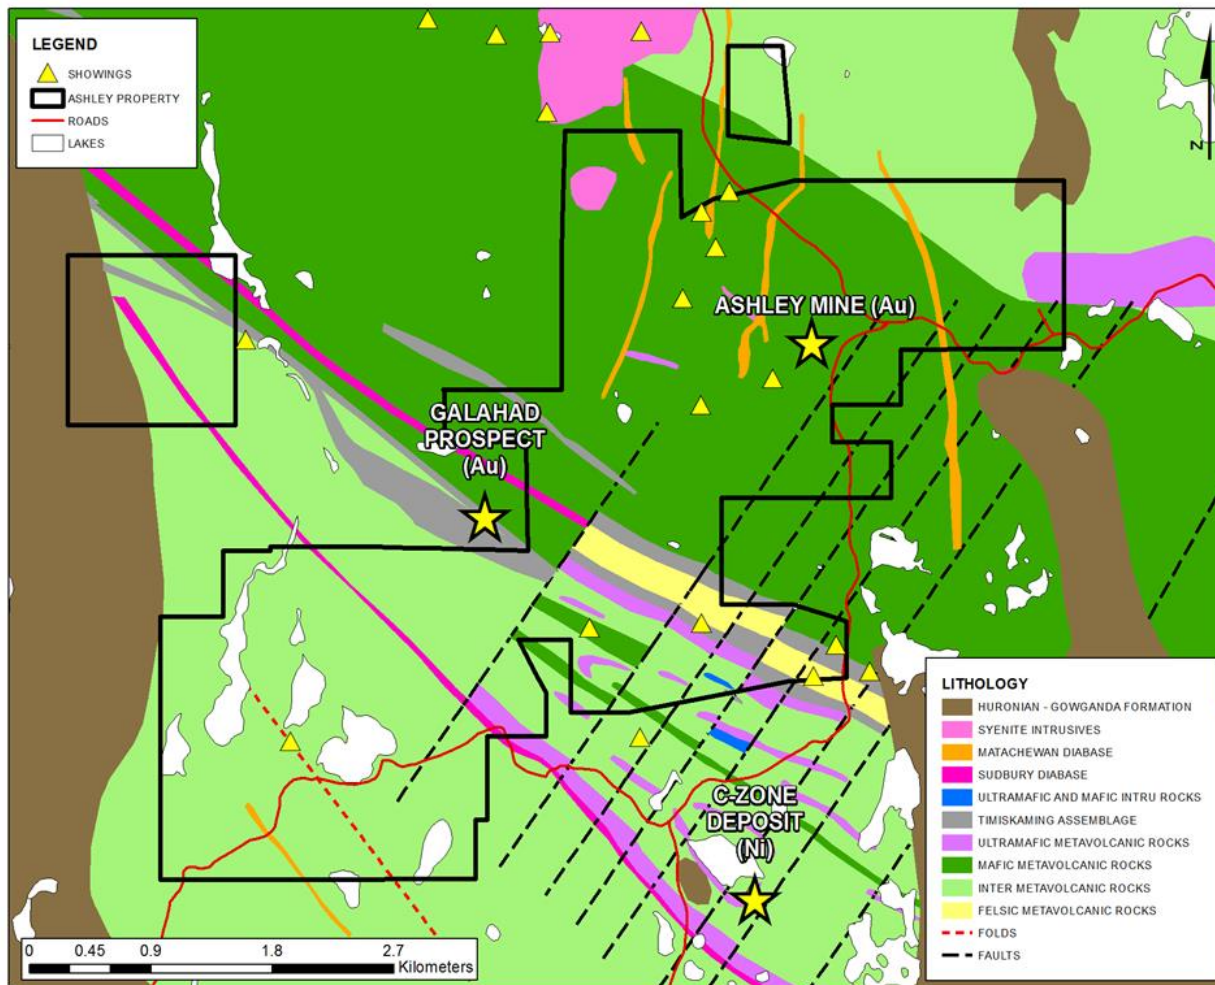 LEGEND
SHOWINGS
ASHLEY PROPERTY
ROADS
LAKES
N
ASHLEY MINE (Au)
GALAHAD
PROSPECT
(Au)
C-ZONE
DEPOSIT
(Ni)
LITHOLOGY
HURONIAN - GOWGANDA FORMATION
SYENITE INTRUSIVES
MATACHEWAN DIABASE
SUDBURY DIABASE
ULTRAMAFIC AND MAFIC INTRU ROCKS
TIMISKAMING ASSEMBLAGE
ULTRAMAFIC METAVOLCANIC ROCKS
MAFIC METAVOLCANIC ROCKS
INTER METAVOLCANIC ROCKS
FELSIC METAVOLCANIC ROCKS
FOLDS
FAULTS
0 0.45 0.9 1.8 2.7
Kilometers